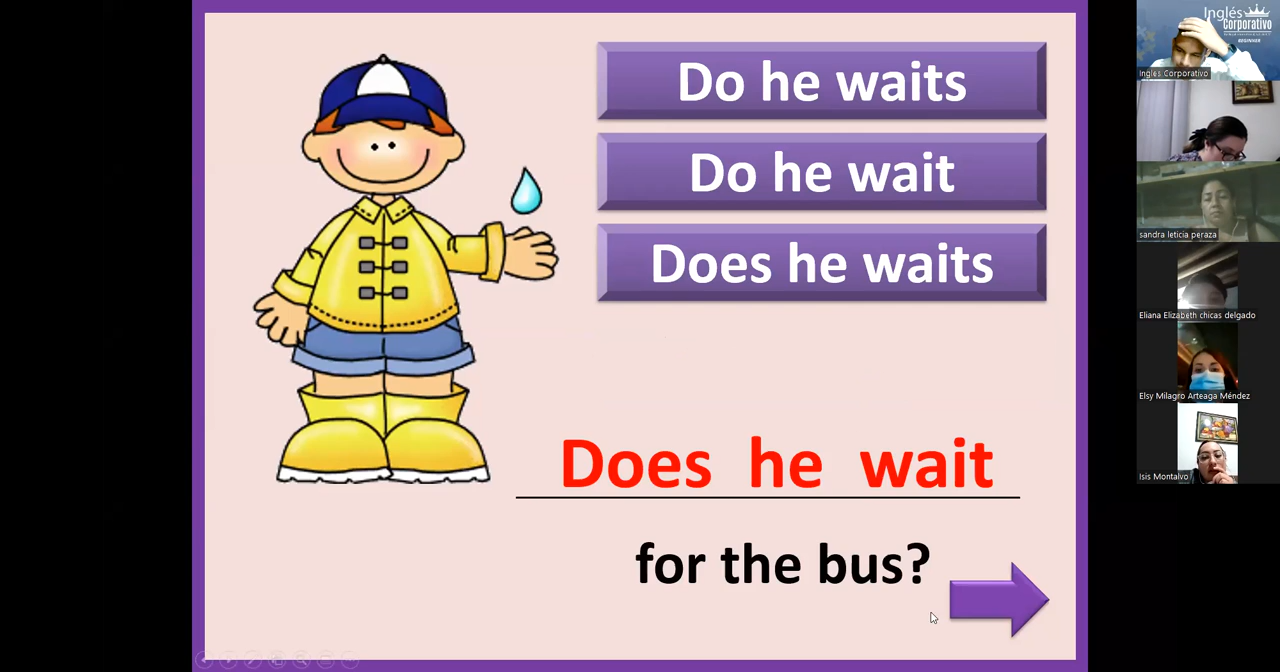 Do he waits
Do he wait
Does he waits
Does he wait
for the bus?
Inglés
Corporativo
BEGINNER
Inglés Corporativo
sandra leticia peraza
Eliana Elizabeth chicas delgado
Elsy Milagro Arteaga Méndez
Isis Montalvo